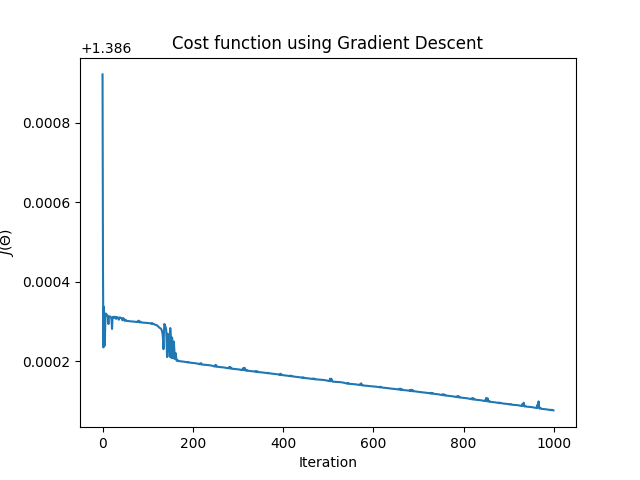 Cost function using Gradient Descent
+1.386
0.0008
0.0006
0.0004
0.0002
J(Θ)
0 200 400 600 800 1000
Iteration